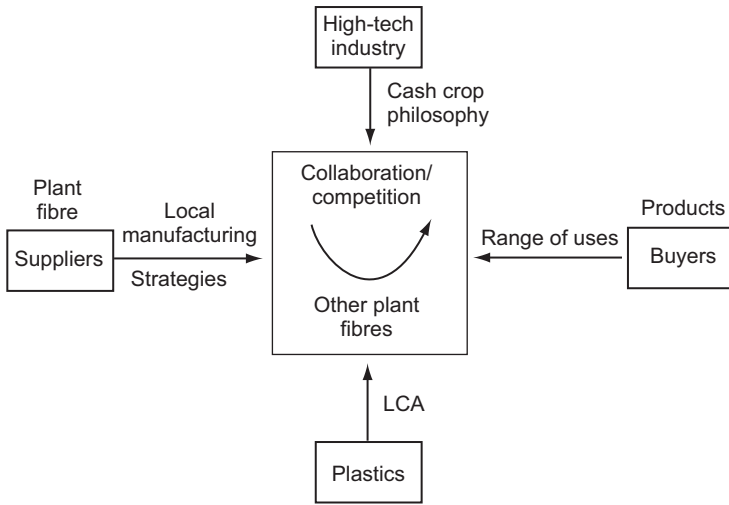 High-tech
industry
Cash crop
philosophy
Collaboration/
competition
Plant
fibre
Suppliers
Local
manufacturing
Strategies
Products
Range of uses
Buyers
Other plant
fibres
LCA
Plastics